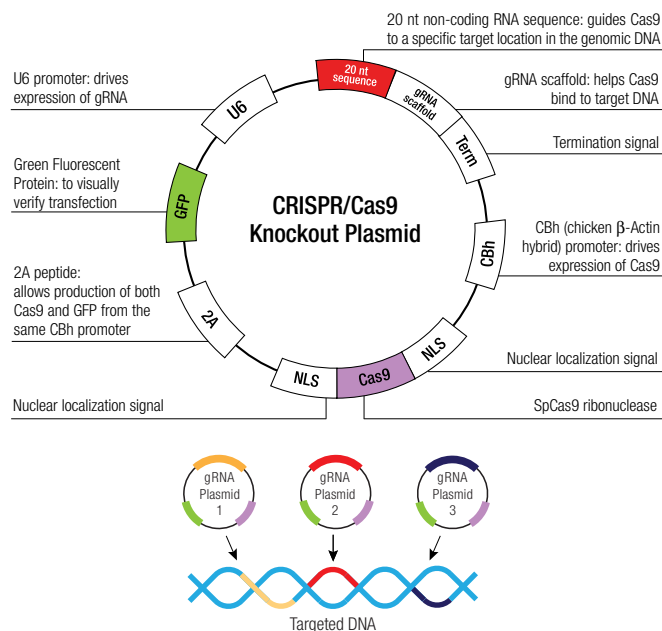 20 nt non-coding RNA sequence: guides Cas9
to a specific target location in the genomic DNA
U6 promoter: drives
expression of gRNA
gRNA scaffold: helps Cas9
bind to target DNA
Termination signal
Green Fluorescent
Protein: to visually
verify transfection
CBh (chicken β-Actin
hybrid) promoter: drives
expression of Cas9
2A peptide:
allows production of both
Cas9 and GFP from the
same CBh promoter
Nuclear localization signal
Nuclear localization signal
SpCas9 ribonuclease
20 nt
sequence
gRNA
scaffold
Term
CBh
NLS
Cas9
NLS
2A
GFP
U6
CRISPR/Cas9
Knockout Plasmid
gRNA
Plasmid
1
gRNA
Plasmid
2
gRNA
Plasmid
3
Targeted DNA